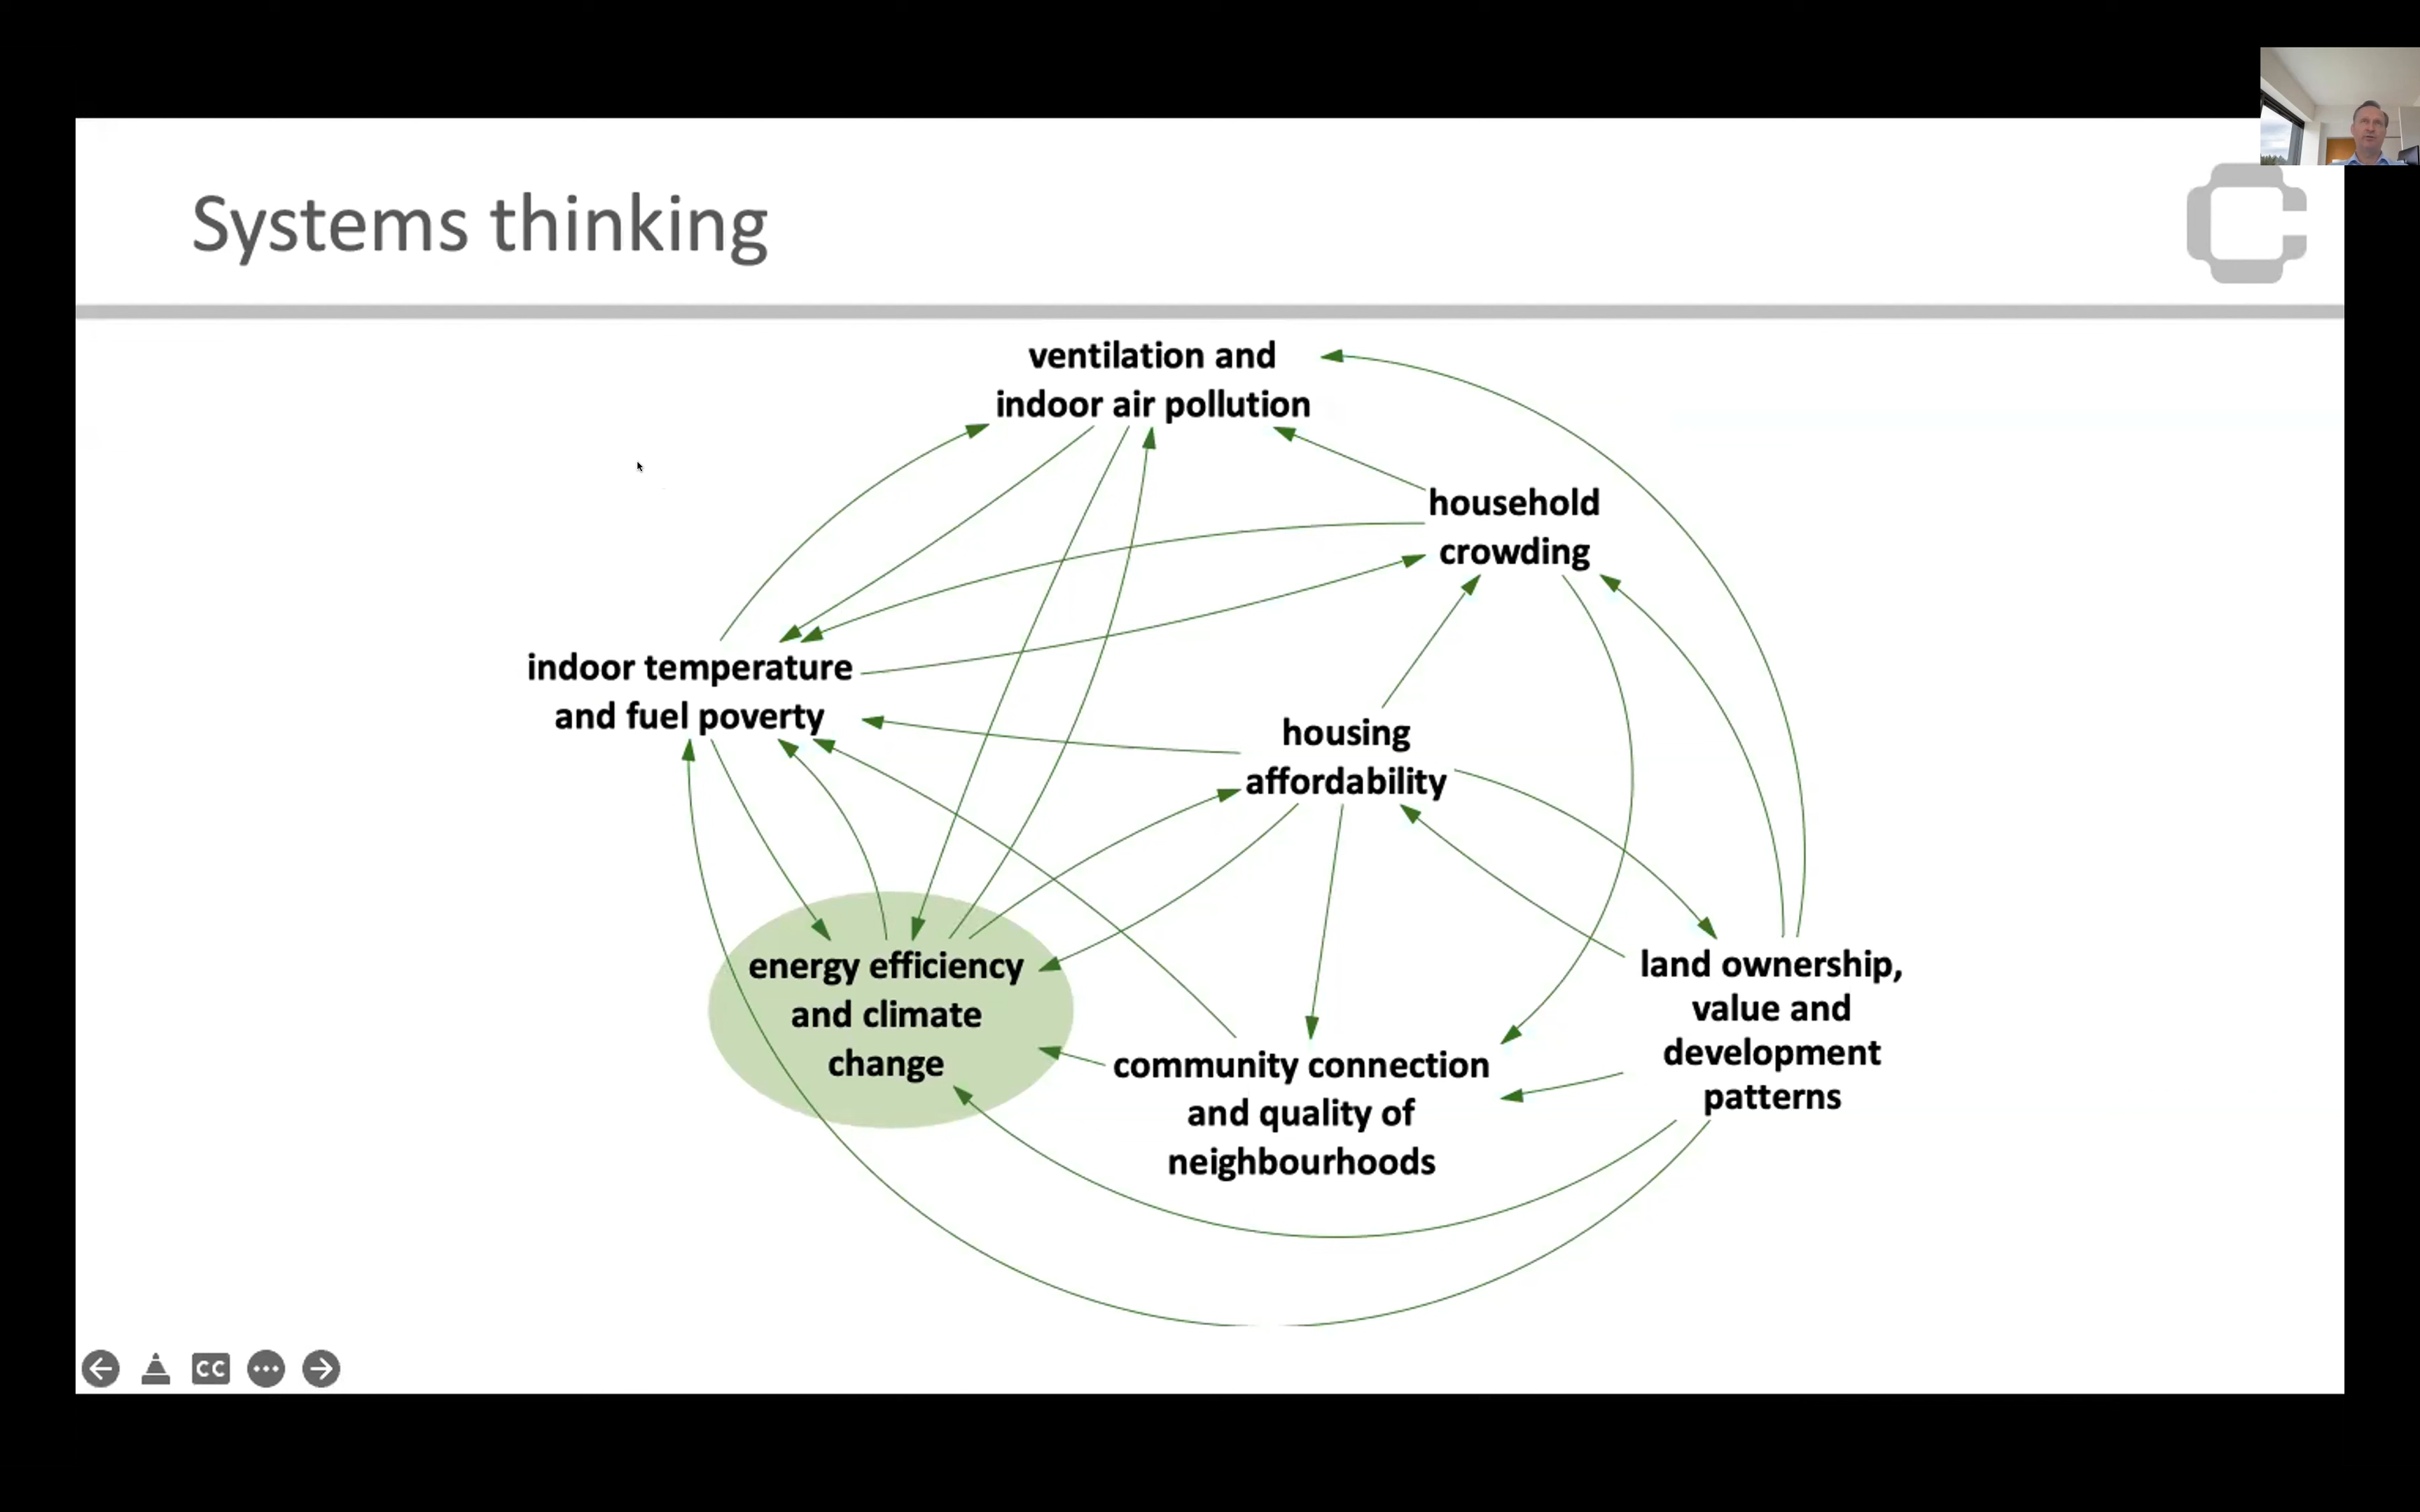 Systems thinking
ventilation and
indoor air pollution
household
crowding
indoor temperature
and fuel poverty
housing
affordability
energy efficiency
and climate
change
land ownership,
value and
development
patterns
community connection
and quality of
neighbourhoods
CC